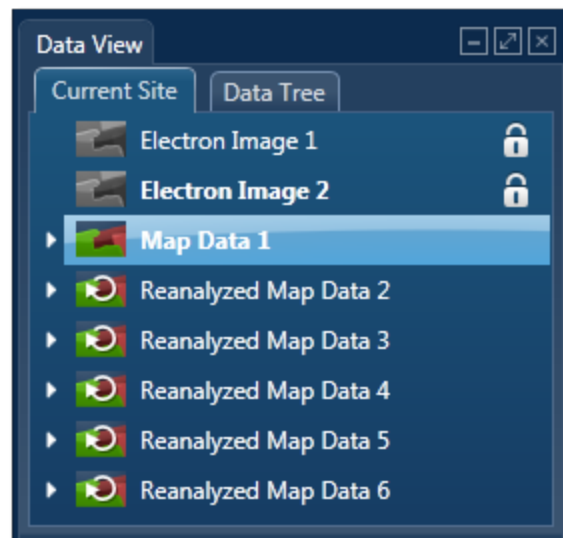 Data View
Current Site
Data Tree
Electron Image 1
Electron Image 2
Map Data 1
Reanalyzed Map Data 2
Reanalyzed Map Data 3
Reanalyzed Map Data 4
Reanalyzed Map Data 5
Reanalyzed Map Data 6